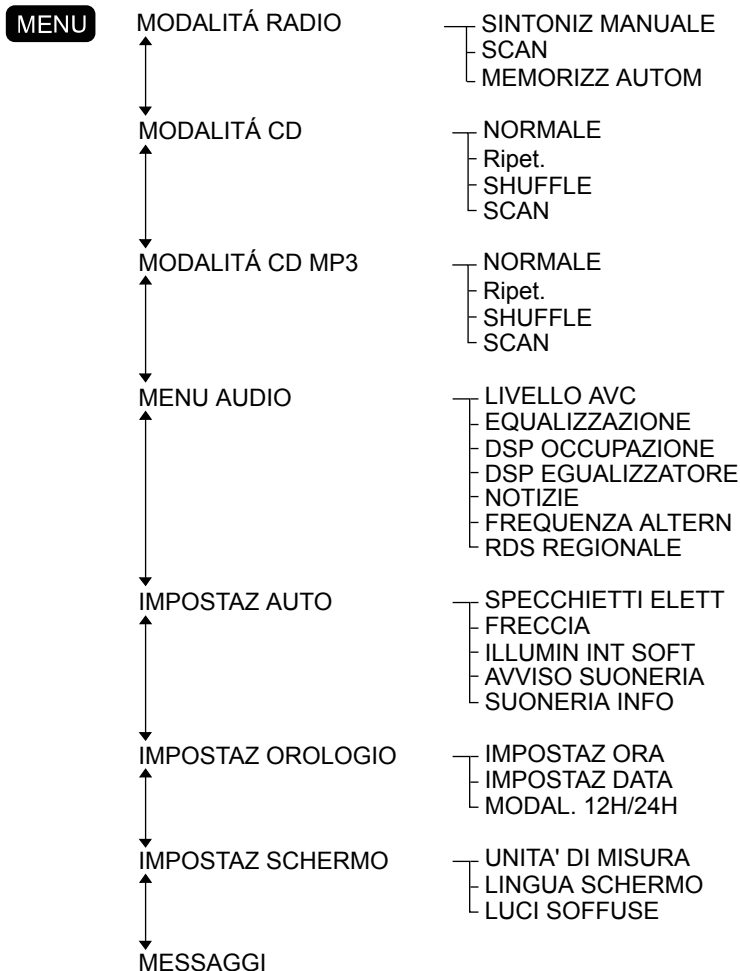 MENU
MODALITÁ RADIO
SINTONIZ MANUALE
SCAN
MEMORIZZ AUTOM
MODALITÁ CD
NORMALE
Ripet.
SHUFFLE
SCAN
MODALITÁ CD MP3
NORMALE
Ripet.
SHUFFLE
SCAN
MENU AUDIO
LIVELLO AVC
EQUALIZZAZIONE
DSP OCCUPAZIONE
DSP EGUALIZZATORE
NOTIZIE
FREQUENZA ALTERN
RDS REGIONALE
IMPOSTAZ AUTO
SPECCHIETTI ELETT
FRECCIA
ILLUMIN INT SOFT
AVVISO SUONERIA
SUONERIA INFO
IMPOSTAZ OROLOGIO
IMPOSTAZ ORA
IMPOSTAZ DATA
MODAL. 12H/24H
IMPOSTAZ SCHERMO
UNITA' DI MISURA
LINGUA SCHERMO
LUCI SOFFUSE
MESSAGGI